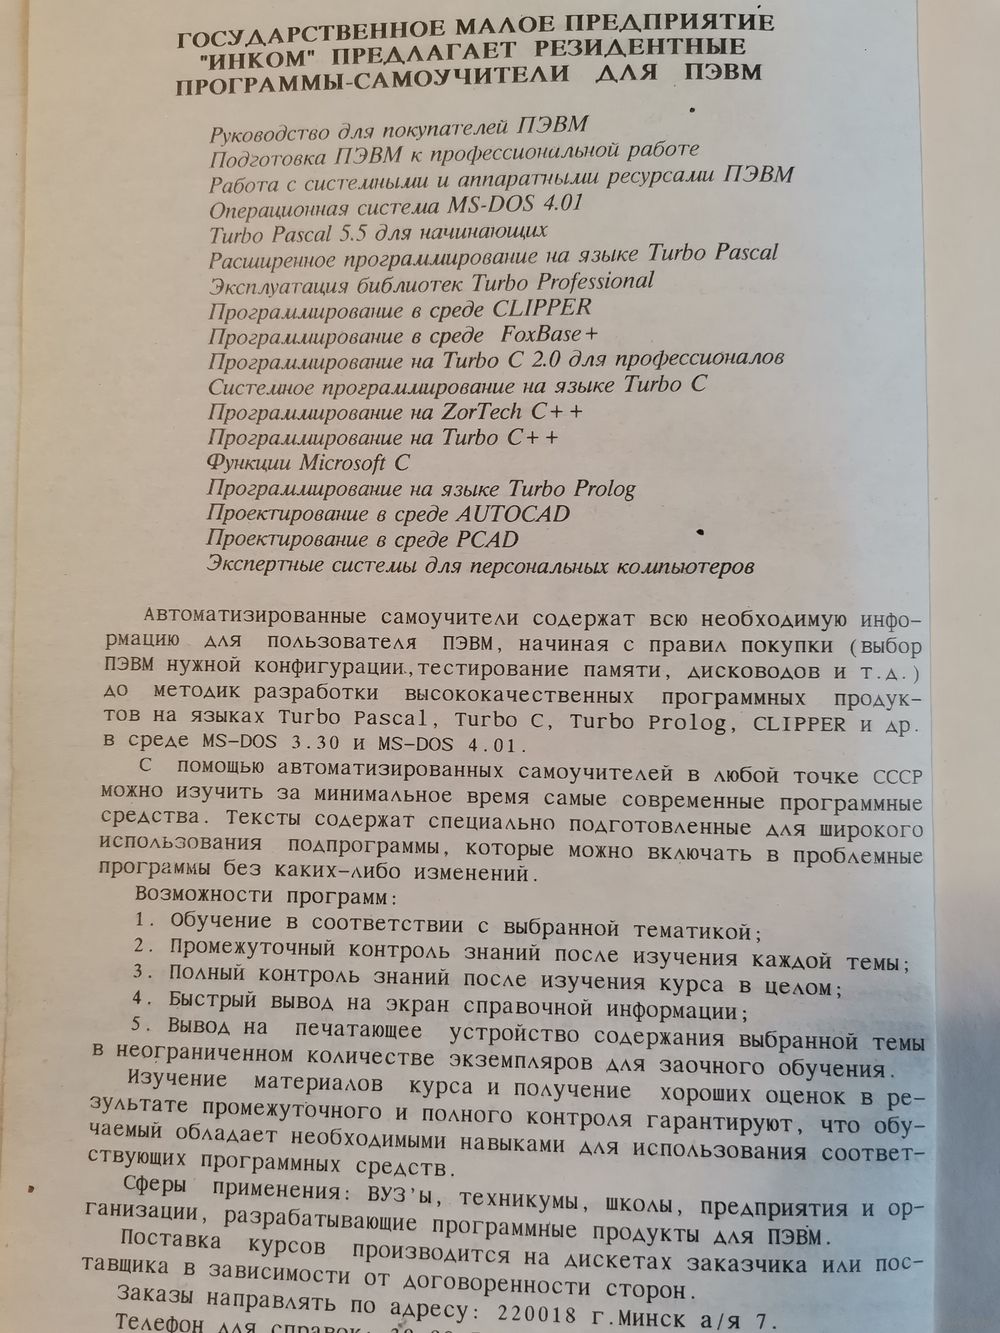 ГОСУДАРСТВЕННОЕ МАЛОЕ ПРЕДПРИЯТИЕ
"ИНКОМ" ПРЕДЛАГАЕТ РЕЗИДЕНТНЫЕ
ПРОГРАММЫ-САМОУЧИТЕЛИ ДЛЯ ПЭВМ
Руководство для покупателей ПЭВМ
Подготовка ПЭВМ к профессиональной работе
Работа с системными и аппаратными ресурсами ПЭВМ
Операционная система MS-DOS 4.01
Turbo Pascal 5.5 для начинающих
Расширенное программирование на языке Turbo Pascal
Эксплуатация библиотек Turbo Professional
Программирование в среде CLIPPER
Программирование в среде FoxBase+
Программирование на Turbo C 2.0 для профессионалов
Системное программирование на языке Turbo C
Программирование на ZorTech C++
Программирование на Turbo C++
Функции Microsoft C
Программирование на языке Turbo Prolog
Проектирование в среде AUTOCAD
Проектирование в среде PCAD
Экспертные системы для персональных компьютеров
Автоматизированные самоучители содержат всю необходимую инфо-
рмацию для пользователя ПЭВМ, начиная с правил покупки (выбор
ПЭВМ нужной конфигурации.,тестирование памяти, дисководов и т.д.)
до методик разработки высококачественных программных продук-
тов на языках Turbo Pascal, Turbo C, Turbo Prolog, CLIPPER и др.
в среде MS-DOS 3.30 и MS-DOS 4.01.
С помощью автоматизированных самоучителей в любой точке СССР
можно изучить за минимальное время самые современные программные
средства. Тексты содержат специально подготовленные для широкого
использования подпрограммы, которые можно включать в проблемные
программы без каких-либо изменений.
Возможности программ:
1. Обучение в соответствии с выбранной тематикой;
2. Промежуточный контроль знаний после изучения каждой темы;
3. Полный контроль знаний после изучения курса в целом;
4. Быстрый вывод на экран справочной информации;
5. Вывод на печатающее устройство содержания выбранной темы
в неограниченном количестве экземпляров для заочного обучения.
Изучение материалов курса и получение хороших оценок в ре-
зультате промежуточного и полного контроля гарантируют, что обу-
чаемый обладает необходимыми навыками для использования соответ-
ствующих программных средств.
Сферы применения: ВУЗ'ы, техникумы, школы, предприятия и ор-
ганизации, разрабатывающие программные продукты для ПЭВМ.
Поставка курсов производится на дискетах заказчика или пос-
тавщика в зависимости от договоренности сторон.
Заказы направлять по адресу: 220018 г.Минск а/я 7.
Телефон для справок: